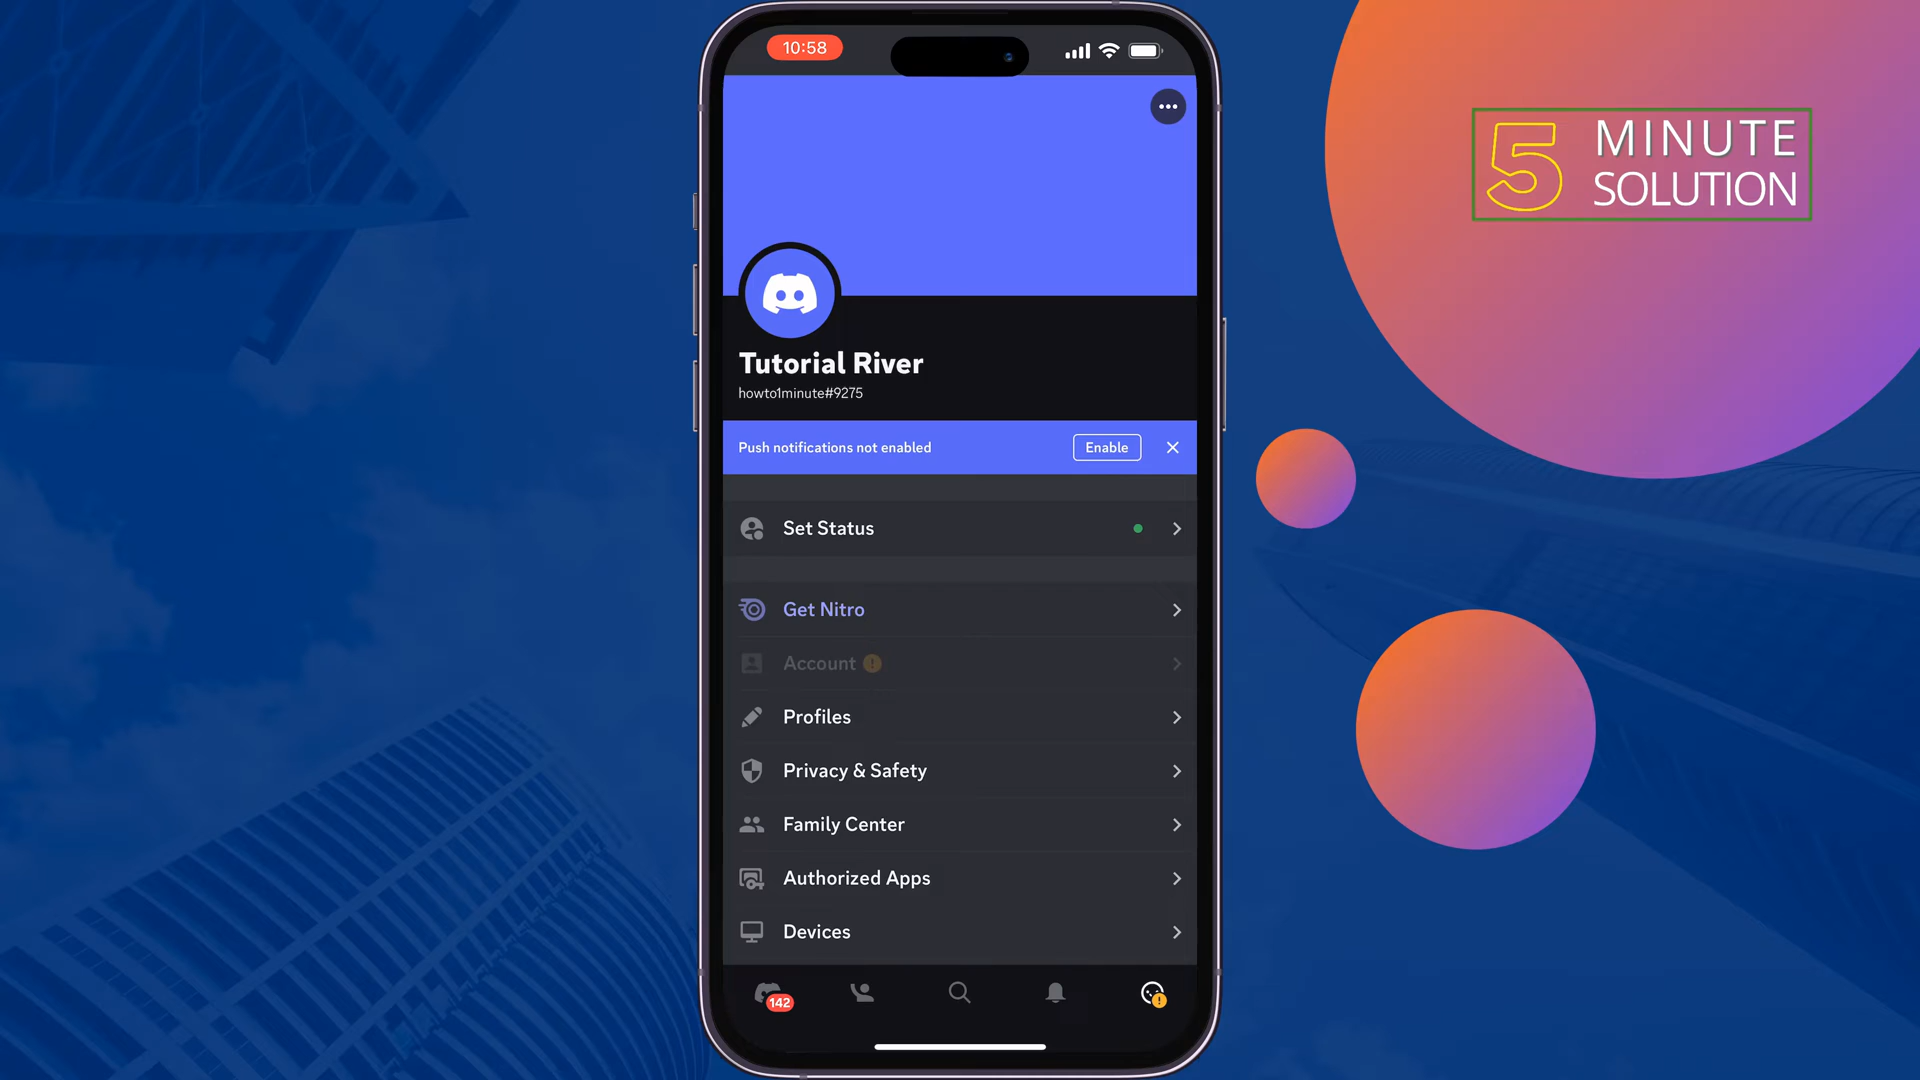 10:58
5 MINUTE
SOLUTION
Tutorial River
howto1minute#9275
Push notifications not enabled
Enable
Set Status
Get Nitro
Account !
Profiles
Privacy & Safety
Family Center
Authorized Apps
Devices
142
!